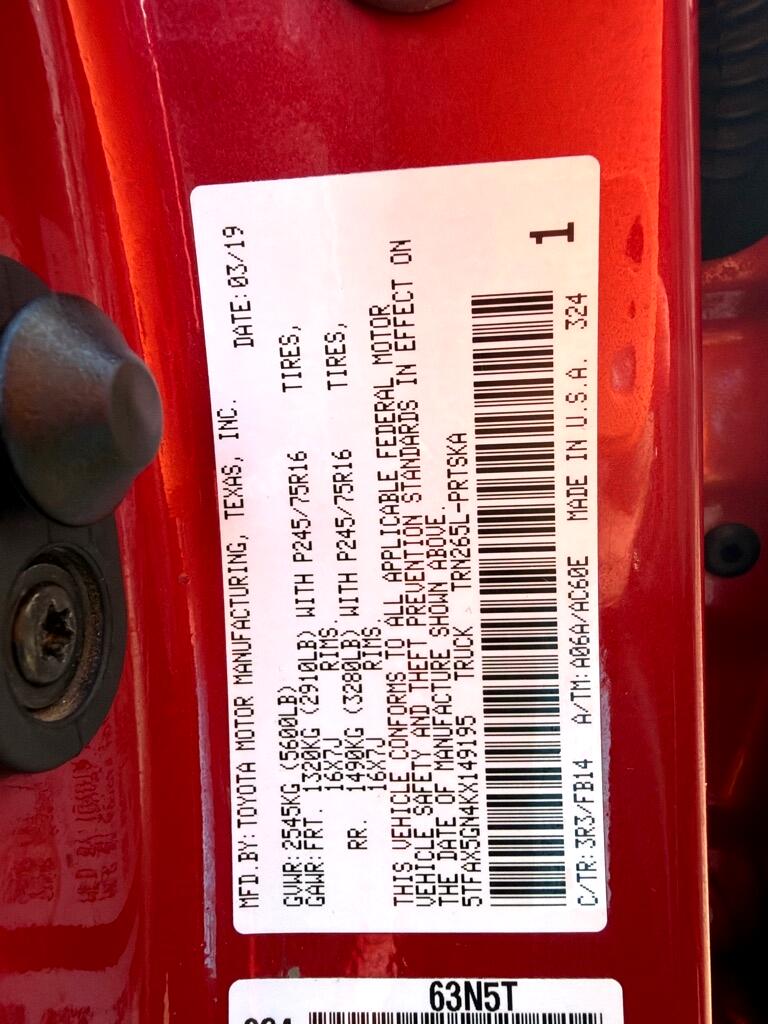 MFD.BY:TOYOTA MOTOR MANUFACTURING, TEXAS, INC. DATE:03/19
GVWR:2545KG (5600LB)
GAWR:FRT. 1320KG (2910LB) WITH P245/75R16 TIRES,
16X7J RIMS,
RR. 1490KG (3280LB) WITH P245/75R16 TIRES,
16X7J RIMS.
THIS VEHICLE CONFORMS TO ALL APPLICABLE FEDERAL MOTOR
VEHICLE SAFETY AND THEFT PREVENTION STANDARDS IN EFFECT ON
THE DATE OF MANUFACTURE SHOWN ABOVE.
5TFAX5GN4KX149195 TRUCK TRN265L-PRTSKA
1
C/TR:3R3/FB14 A/TM:A06A/AC60E MADE IN U.S.A. 324
63N5T